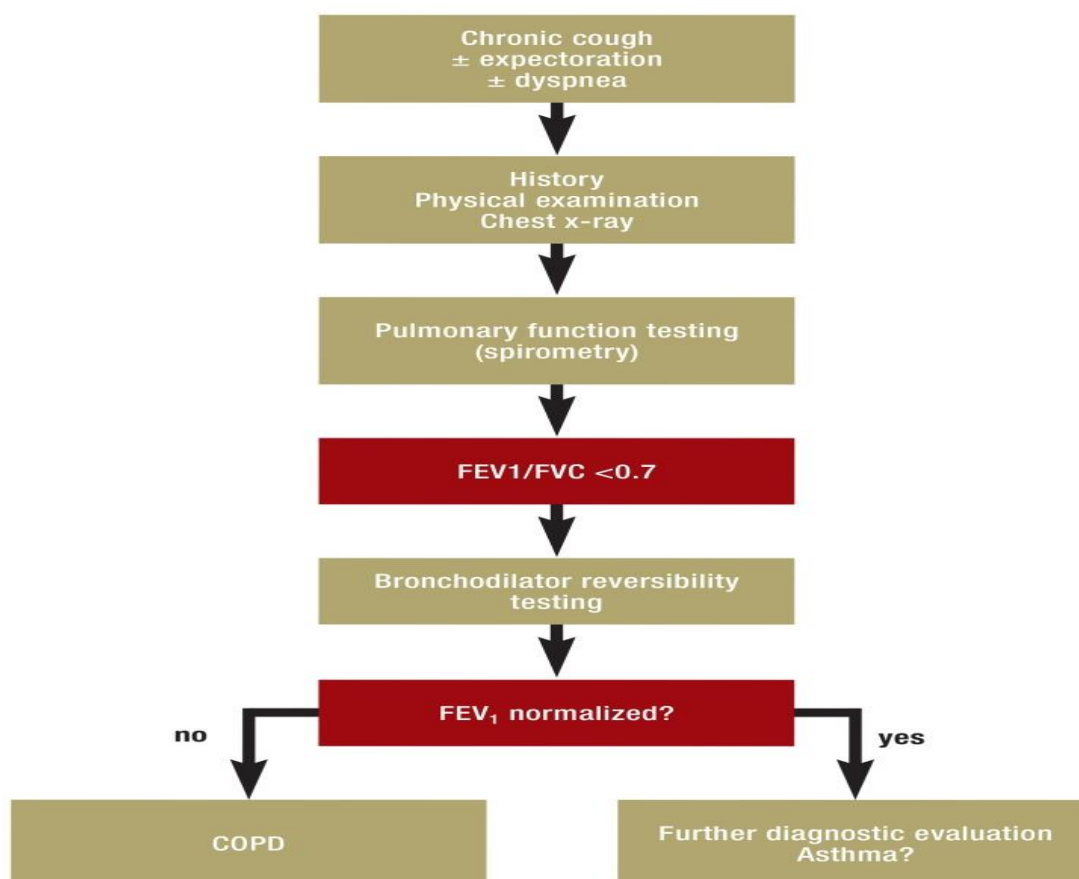 Chronic cough
± expectoration
± dyspnea
History
Physical examination
Chest x-ray
Pulmonary function testing
(spirometry)
FEV1/FVC <0.7
Bronchodilator reversibility
testing
FEV₁ normalized?
no
yes
COPD
Further diagnostic evaluation
Asthma?